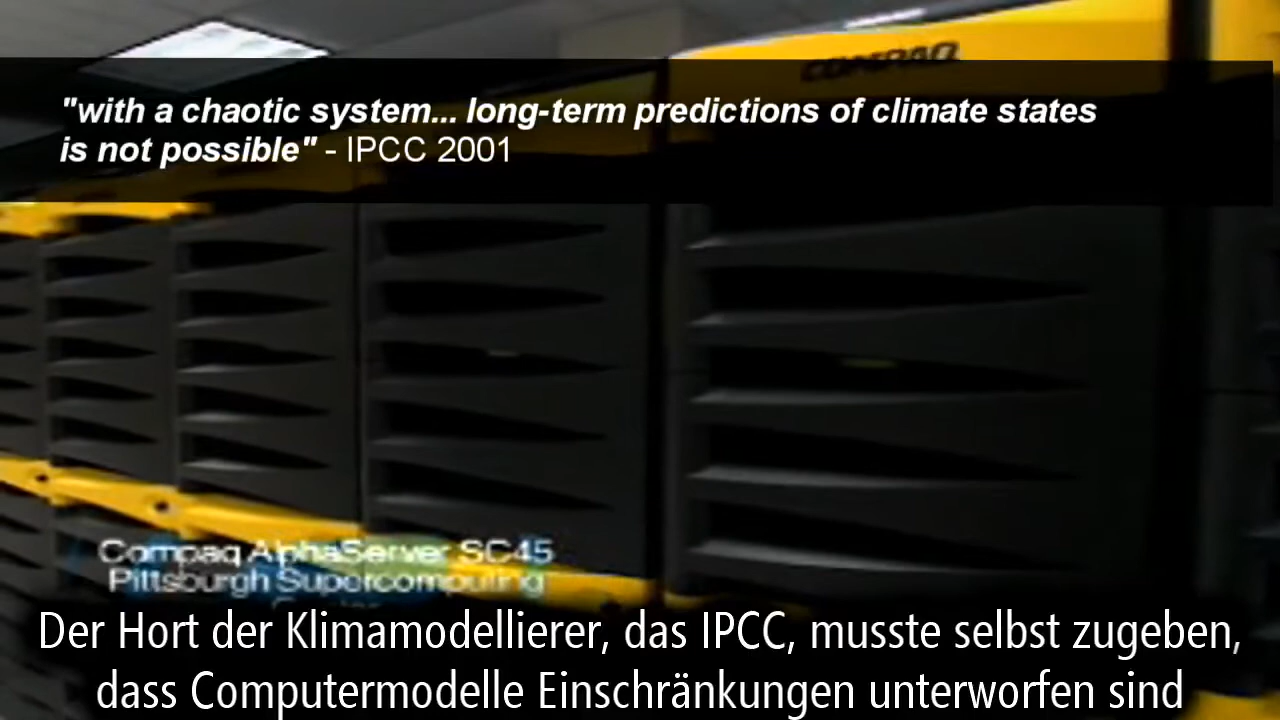 COMPAQ
"with a chaotic system... long-term predictions of climate states
is not possible" - IPCC 2001
Compaq AlphaServer SC45
Pittsburgh Supercomputing
Center
Der Hort der Klimamodellierer, das IPCC, musste selbst zugeben,
dass Computermodelle Einschränkungen unterworfen sind